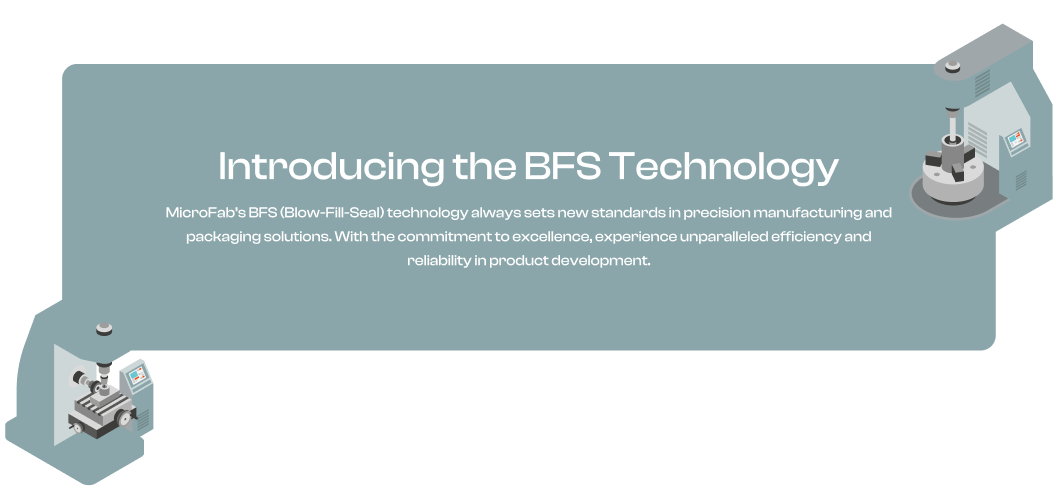 Introducing the BFS Technology
MicroFab's BFS (Blow-Fill-Seal) technology always sets new standards in precision manufacturing and
packaging solutions. With the commitment to excellence, experience unparalleled efficiency and
reliability in product development.